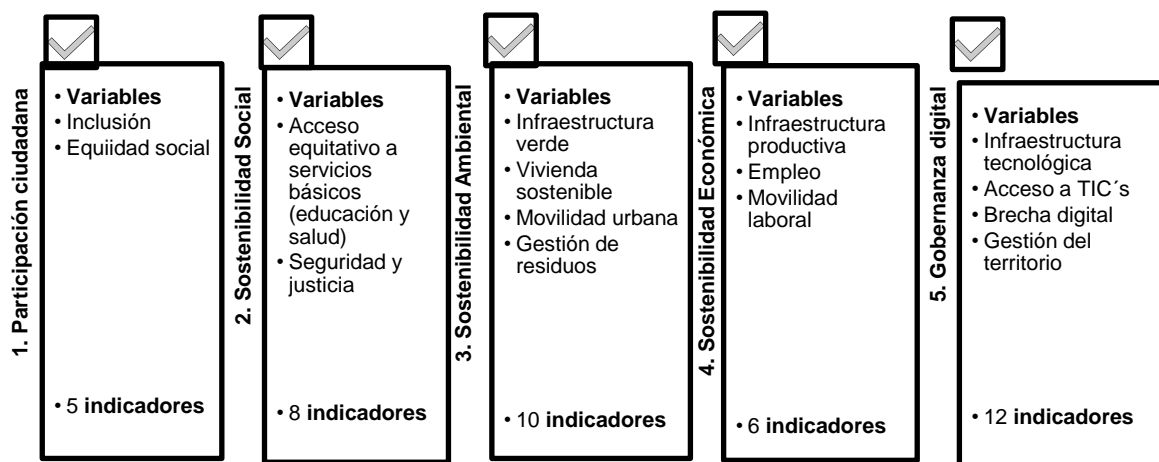 1. Participación ciudadana
• Variables
• Inclusión
• Equiidad social
• 5 indicadores
2. Sostenibilidad Social
• Variables
• Acceso
equitativo a
servicios
básicos
(educación y
salud)
• Seguridad y
justicia
• 8 indicadores
3. Sostenibilidad Ambiental
• Variables
• Infraestructura
verde
• Vivienda
sostenible
• Movilidad urbana
• Gestión de
residuos
• 10 indicadores
4. Sostenibilidad Económica
• Variables
• Infraestructura
productiva
• Empleo
• Movilidad
laboral
• 6 indicadores
5. Gobernanza digital
• Variables
• Infraestructura
tecnológica
• Acceso a TIC´s
• Brecha digital
• Gestión del
territorio
• 12 indicadores